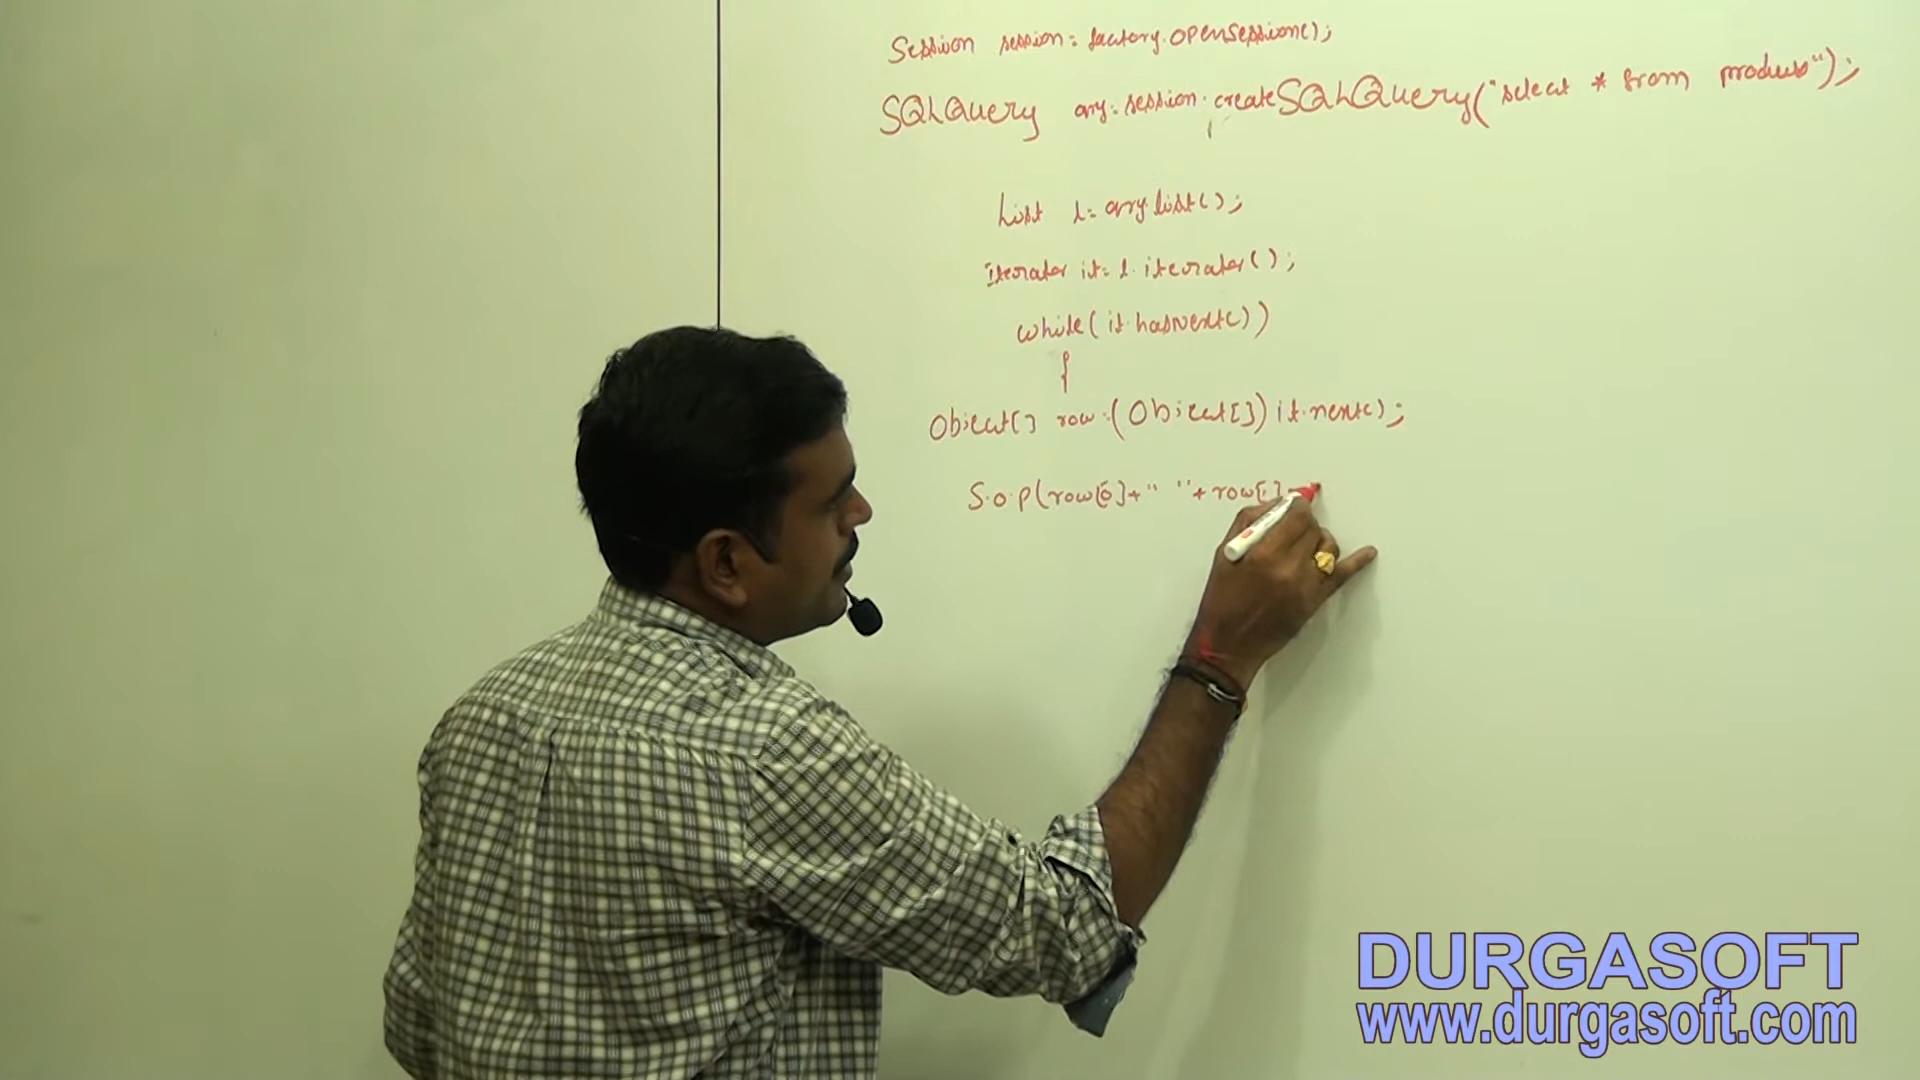 Session session= factory.openSession();
SQLQuery qry= session.createSQLQuery("select * from products");
List l= qry.list();
Iterator it= l.iterator();
while(it.hasNext())
{
Object[] row=(Object[])it.next();
S.o.p(row[0]+" "+row[1]
DURGASOFT
www.durgasoft.com